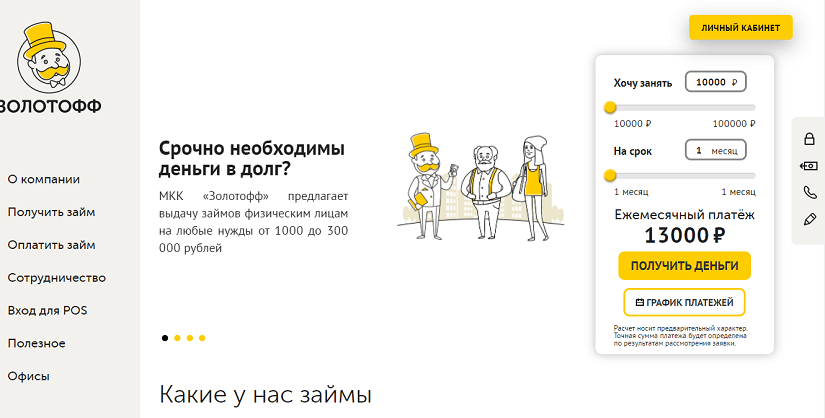 ЗОЛОТОФФ
О компании
Получить займ
Оплатить займ
Сотрудничество
Вход для POS
Полезное
Офисы
Срочно необходимы
деньги в долг?
МКК «Золотофф» предлагает
выдачу займов физическим лицам
на любые нужды от 1000 до 300
000 рублей
Какие у нас займы
ЛИЧНЫЙ КАБИНЕТ
Хочу занять 10000 ₽
10000 ₽ 100000 ₽
На срок 1 месяц
1 месяц 1 месяц
Ежемесячный платёж
13000 ₽
ПОЛУЧИТЬ ДЕНЬГИ
ГРАФИК ПЛАТЕЖЕЙ
Расчет носит предварительный характер.
Точная сумма платежа будет определена
по результатам рассмотрения заявки.